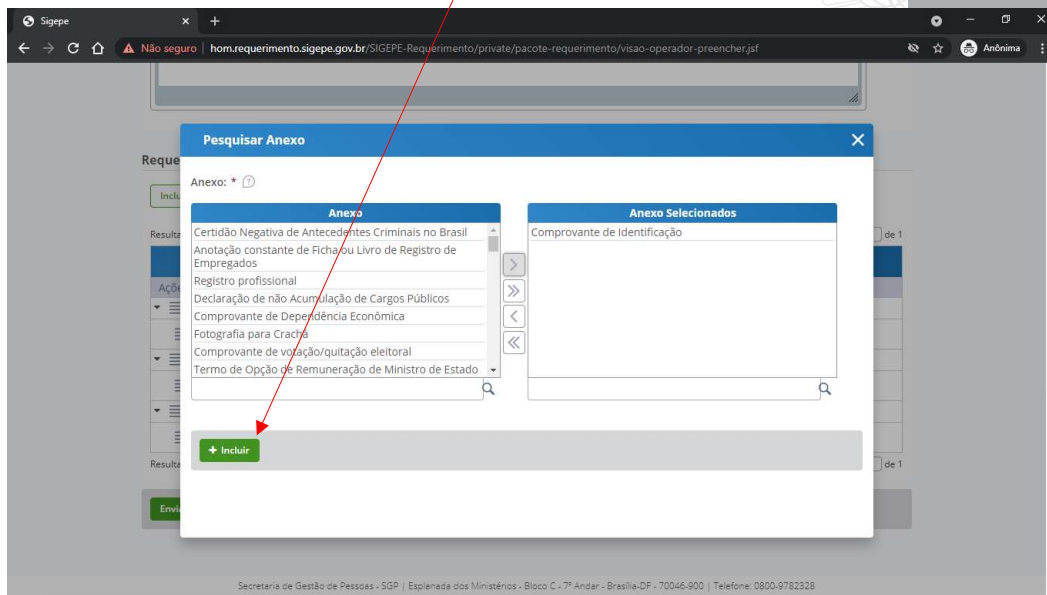 Sigepe
Não seguro | hom.requerimento.sigepe.gov.br/SIGEPE-Requerimento/private/pacote-requerimento/visao-operador-preencher.jsf
Anônima
Pesquisar Anexo
Reque
Anexo: *
Inclu
Anexo
Anexo Selecionados
Certidão Negativa de Antecedentes Criminais no Brasil
Comprovante de Identificação
Resulta
de 1
Anotação constante de Ficha ou Livro de Registro de
Empregados
Registro profissional
Açõe
Declaração de não Acumulação de Cargos Públicos
Comprovante de Dependência Econômica
Fotografia para Crachá
Comprovante de votação/quitação eleitoral
Termo de Opção de Remuneração de Ministro de Estado
+ Incluir
Resulta
de 1
Envia
Secretaria de Gestão de Pessoas - SGP | Esplanada dos Ministérios - Bloco C - 7º Andar - Brasília-DF - 70046-900 | Telefone: 0800-9782328